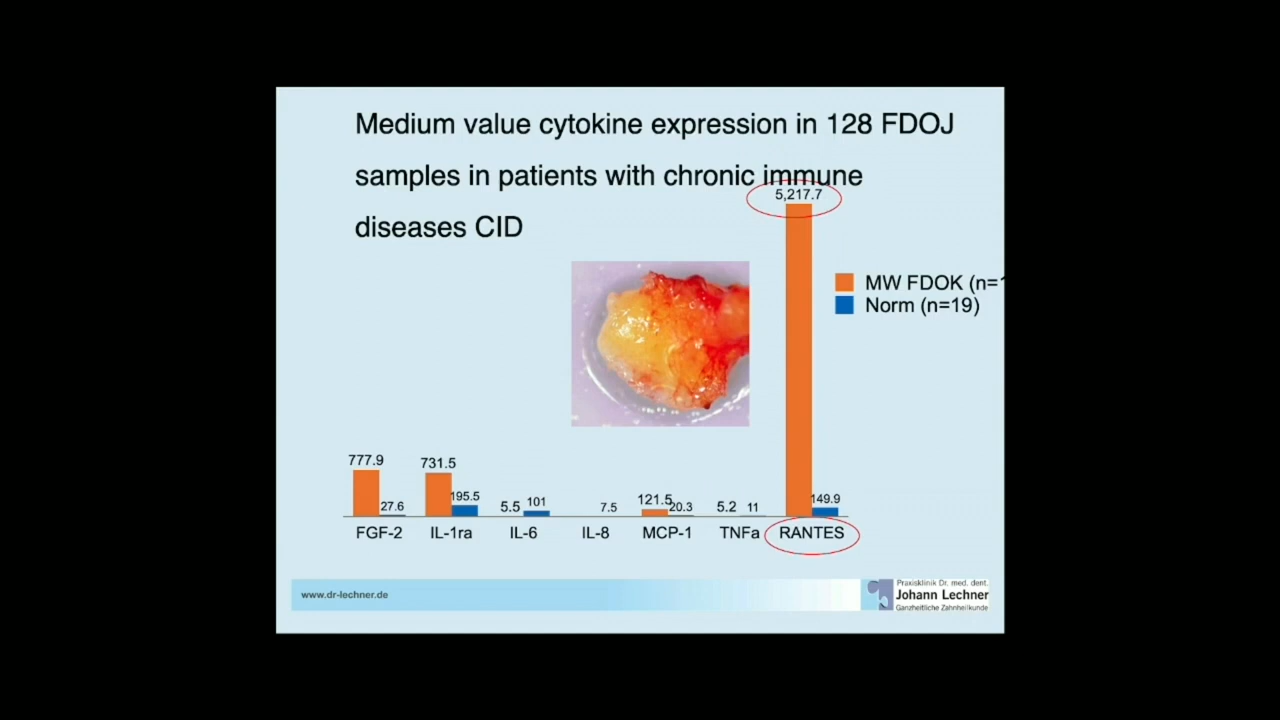 Medium value cytokine expression in 128 FDOJ
samples in patients with chronic immune
diseases CID
5,217.7
MW FDOK (n=1
Norm (n=19)
777.9
27.6
731.5
195.5
5.5
101
7.5
121.5
20.3
5.2
11
149.9
FGF-2
IL-1ra
IL-6
IL-8
MCP-1
TNFa
RANTES
www.dr-lechner.de
Praxisklinik Dr. med. dent.
Johann Lechner
Ganzheitliche Zahnheilkunde